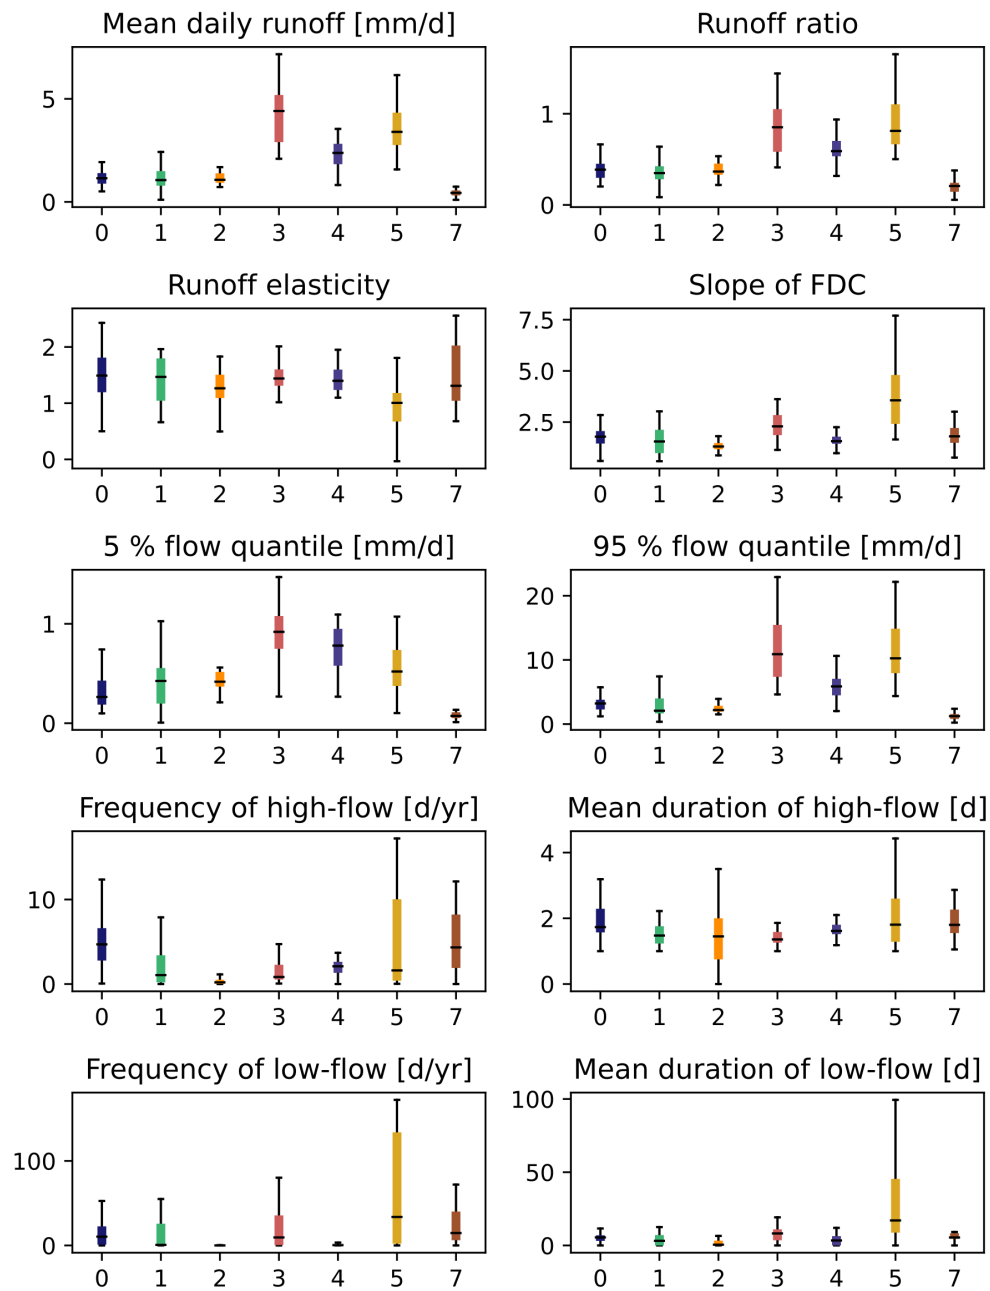 Mean daily runoff [mm/d]
5
0
0 1 2 3 4 5 7
Runoff ratio
1
0
0 1 2 3 4 5 7
Runoff elasticity
2
1
0
0 1 2 3 4 5 7
Slope of FDC
7.5
5.0
2.5
0 1 2 3 4 5 7
5 % flow quantile [mm/d]
1
0
0 1 2 3 4 5 7
95 % flow quantile [mm/d]
20
10
0
0 1 2 3 4 5 7
Frequency of high-flow [d/yr]
10
0
0 1 2 3 4 5 7
Mean duration of high-flow [d]
4
2
0
0 1 2 3 4 5 7
Frequency of low-flow [d/yr]
100
0
0 1 2 3 4 5 7
Mean duration of low-flow [d]
100
50
0
0 1 2 3 4 5 7